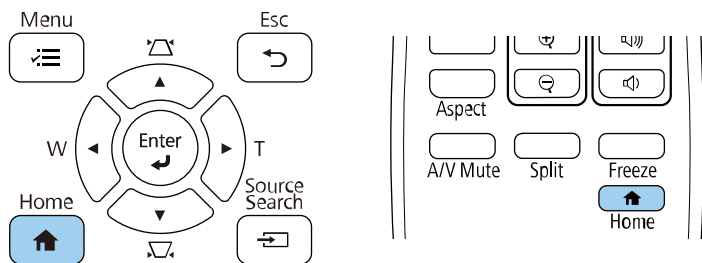 Menu
Esc
W
Enter
T
Home
Source
Search
Aspect
A/V Mute
Split
Freeze
Home